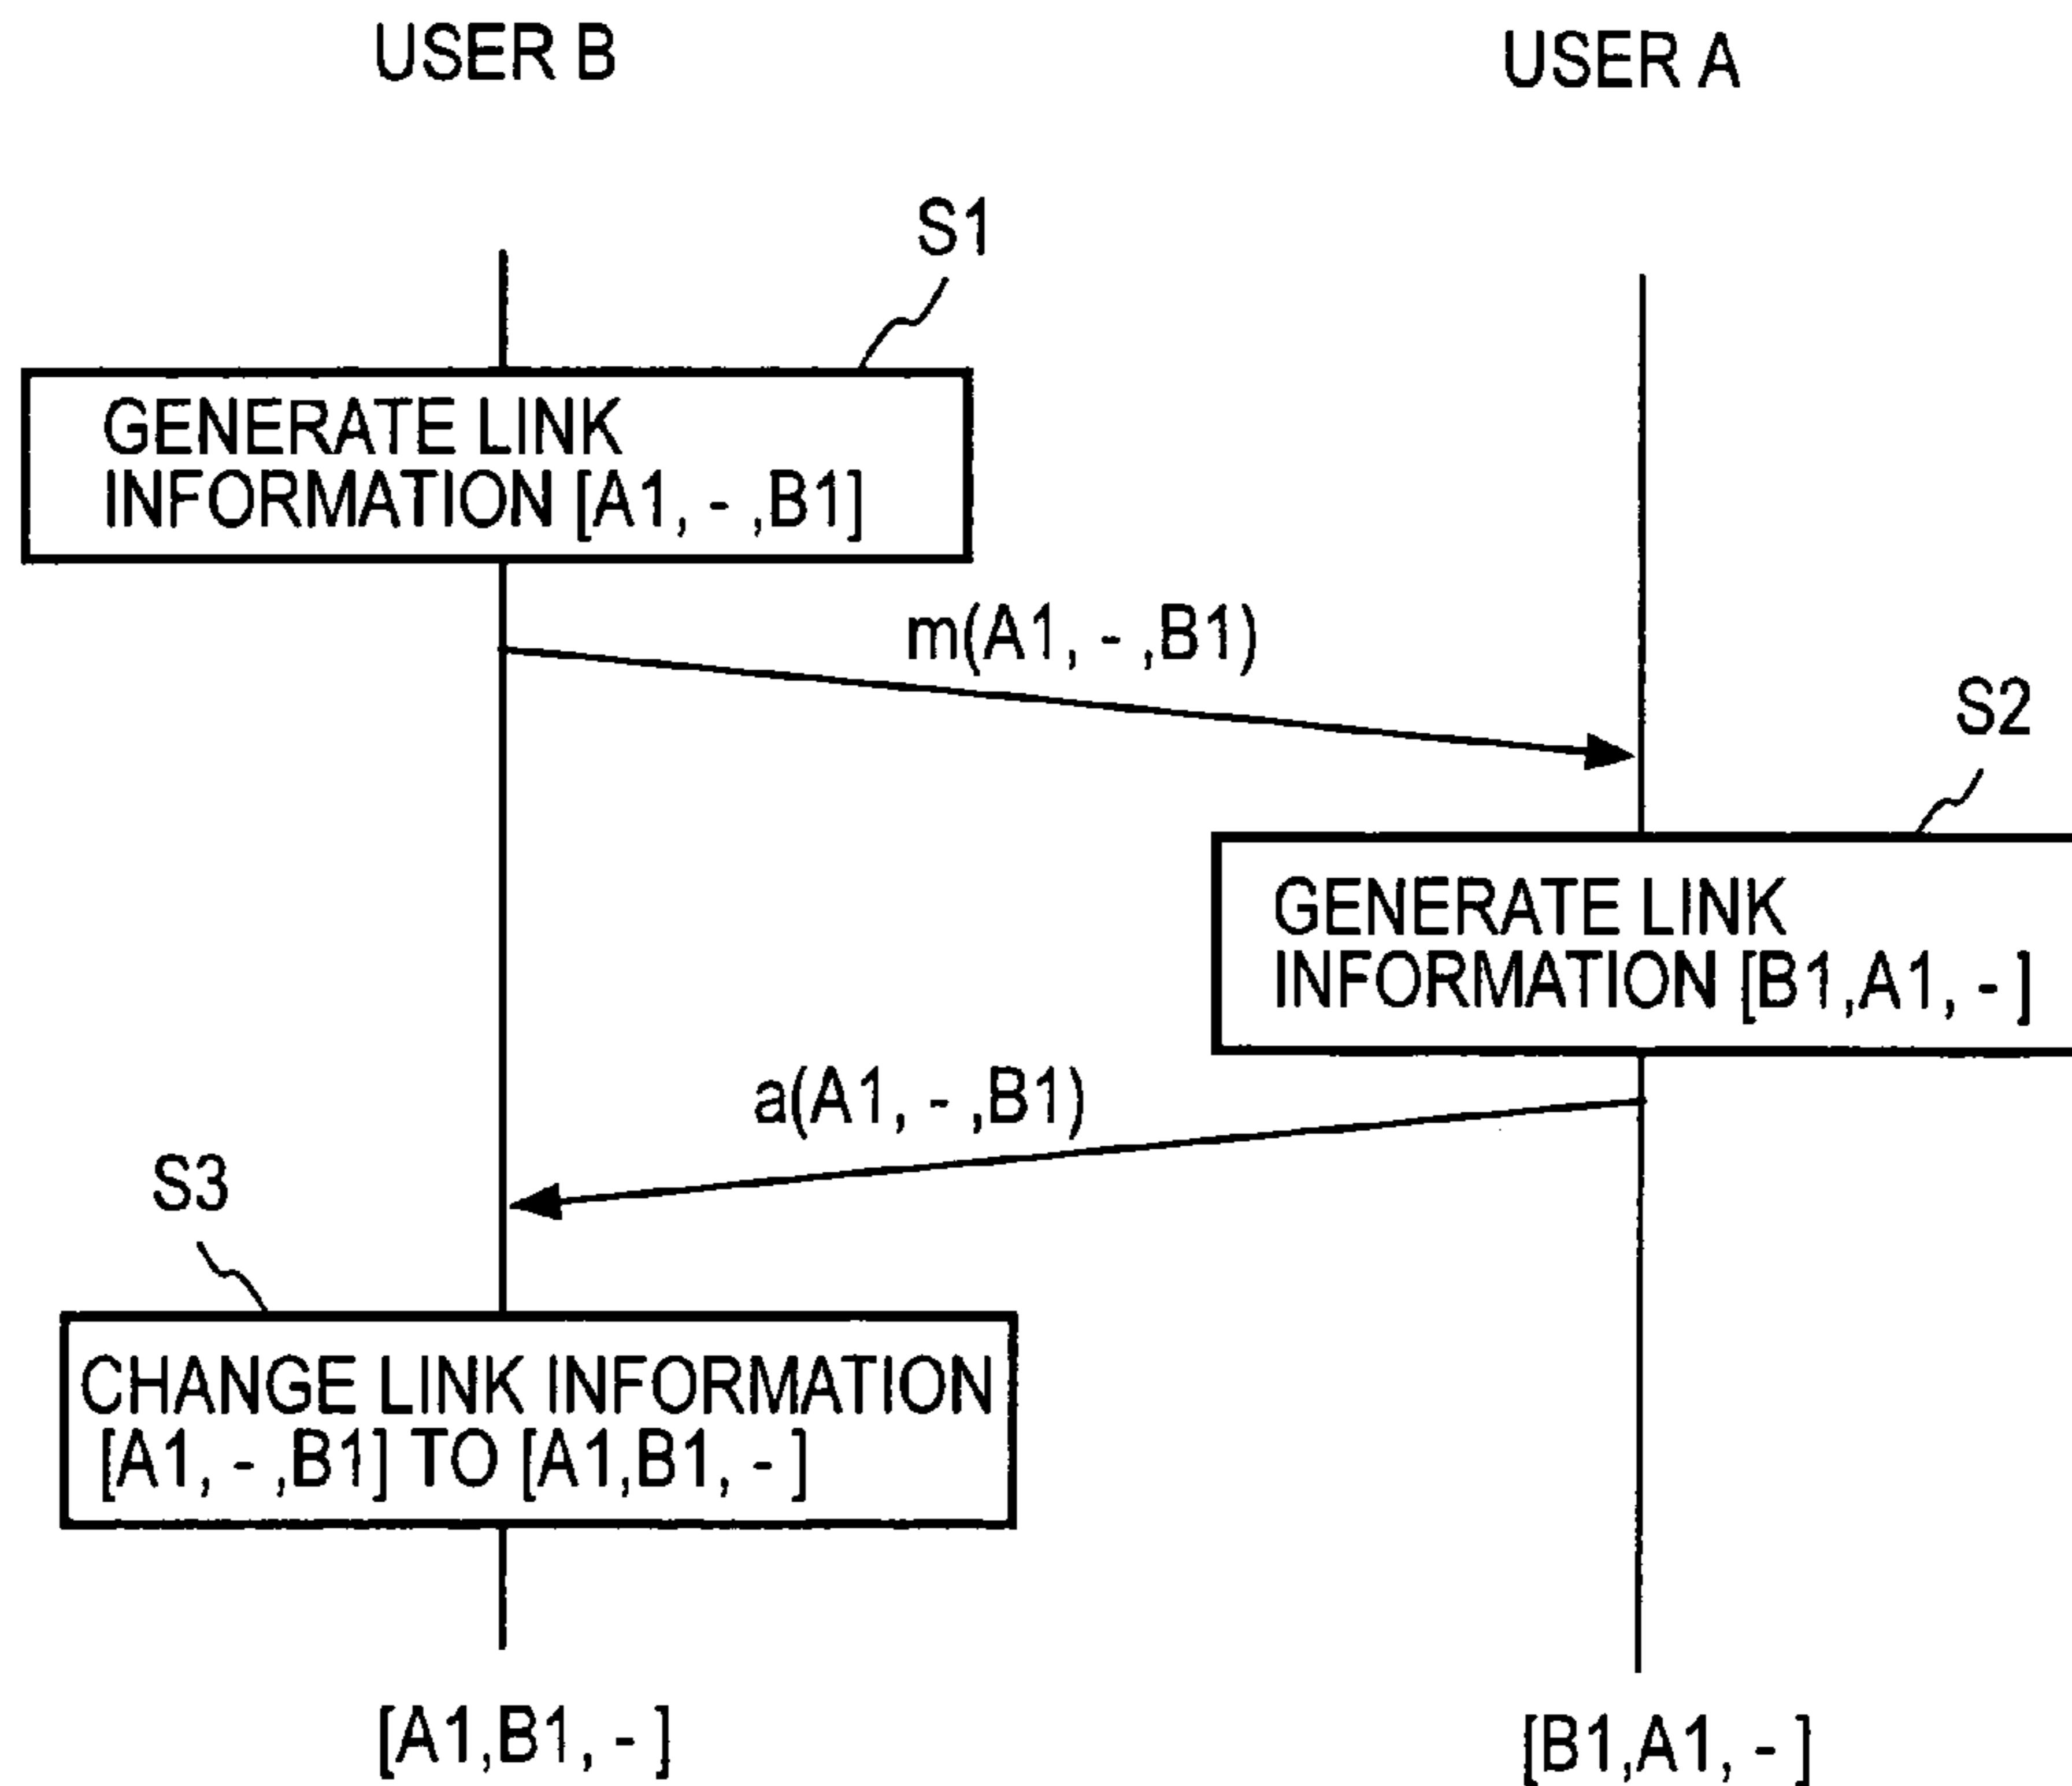 USER B
USER A
S1
GENERATE LINK
INFORMATION [A1, - ,B1]
m(A1, - ,B1)
S2
GENERATE LINK
INFORMATION [B1,A1, - ]
a(A1, - ,B1)
S3
CHANGE LINK INFORMATION
[A1, - ,B1] TO [A1,B1, - ]
[A1,B1, - ]
[B1,A1, - ]